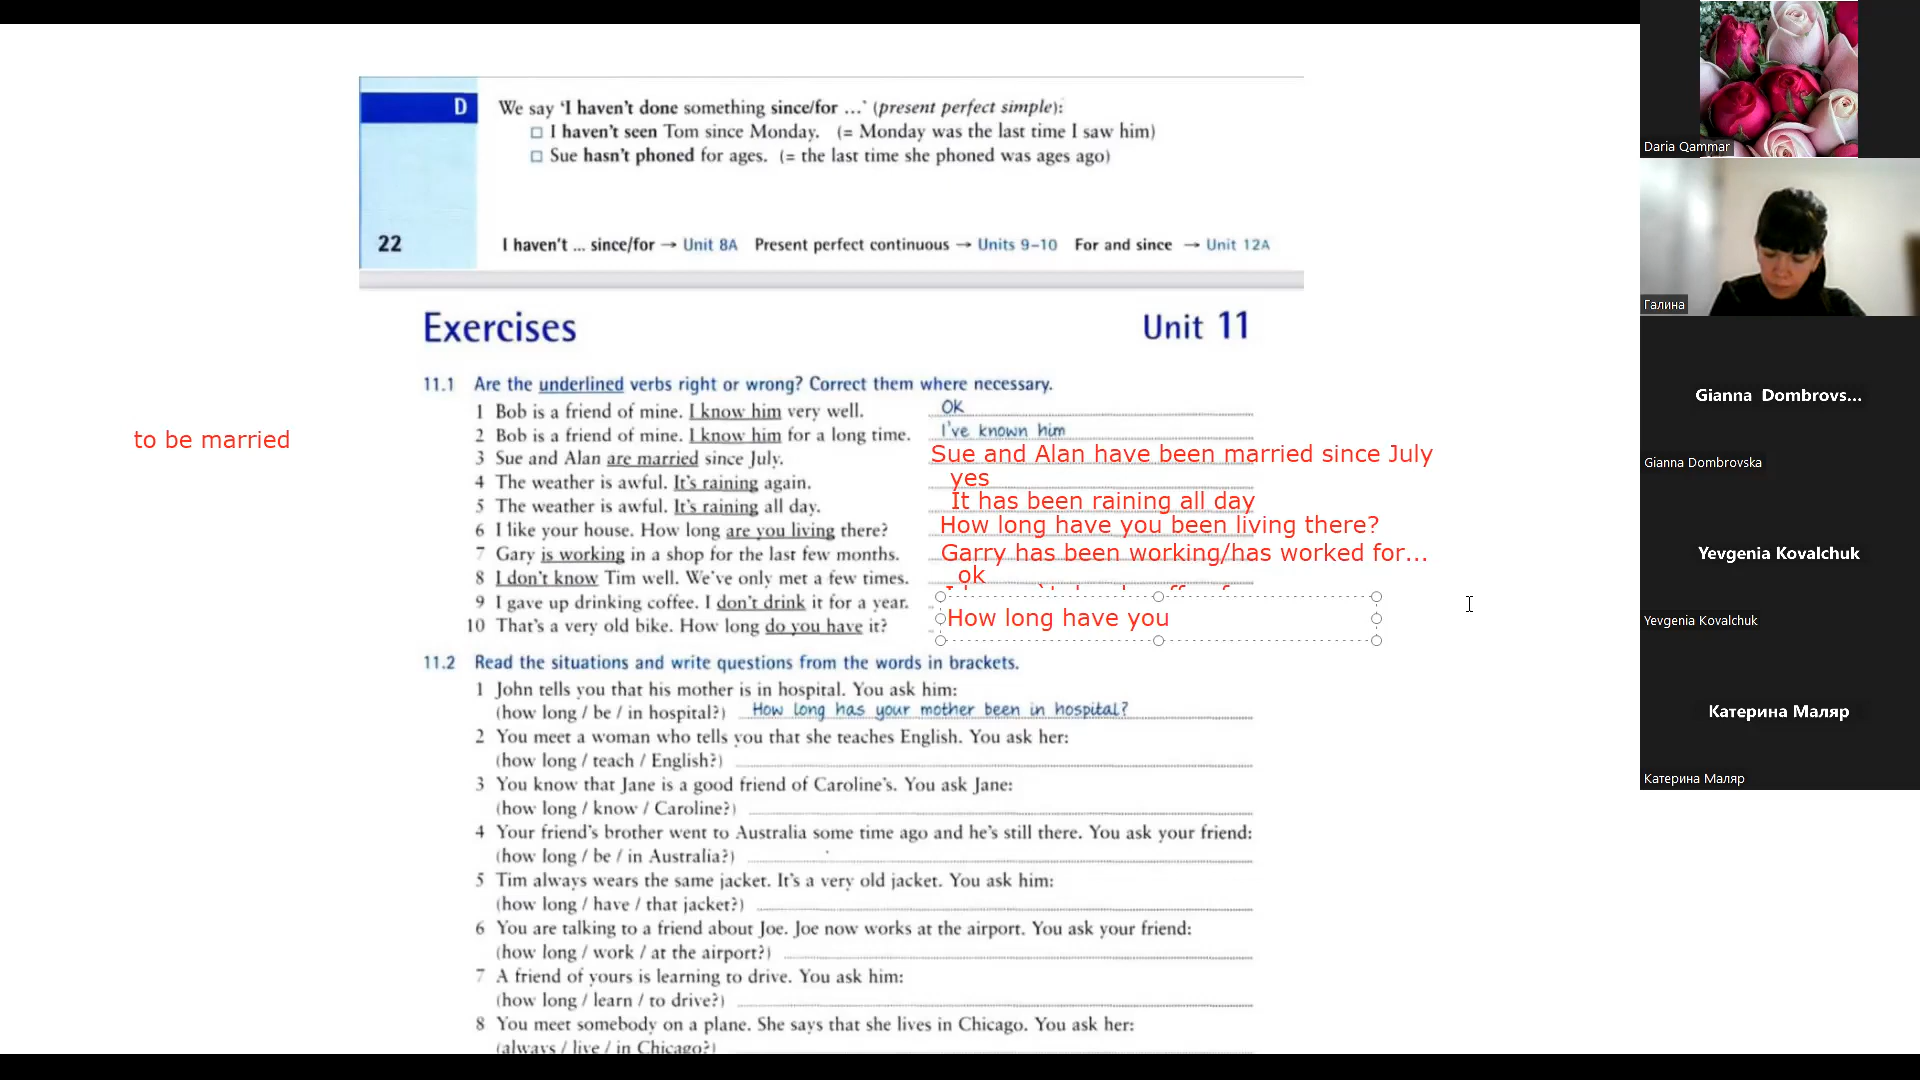 D
We say 'I haven't done something since/for ...' (present perfect simple):
□ I haven't seen Tom since Monday. (= Monday was the last time I saw him)
□ Sue hasn't phoned for ages. (= the last time she phoned was ages ago)
22
I haven't ... since/for → Unit 8A Present perfect continuous → Units 9–10 For and since → Unit 12A
Exercises Unit 11
11.1 Are the underlined verbs right or wrong? Correct them where necessary.
1 Bob is a friend of mine. I know him very well. OK
2 Bob is a friend of mine. I know him for a long time. I've known him
to be married
3 Sue and Alan are married since July. Sue and Alan have been married since July
4 The weather is awful. It's raining again. yes
5 The weather is awful. It's raining all day. It has been raining all day
6 I like your house. How long are you living there? How long have you been living there?
7 Gary is working in a shop for the last few months. Garry has been working/has worked for...
8 I don't know Tim well. We've only met a few times. ok
9 I gave up drinking coffee. I don't drink it for a year.
10 That's a very old bike. How long do you have it? How long have you
11.2 Read the situations and write questions from the words in brackets.
1 John tells you that his mother is in hospital. You ask him:
(how long / be / in hospital?) How long has your mother been in hospital?
2 You meet a woman who tells you that she teaches English. You ask her:
(how long / teach / English?)
3 You know that Jane is a good friend of Caroline's. You ask Jane:
(how long / know / Caroline?)
4 Your friend's brother went to Australia some time ago and he's still there. You ask your friend:
(how long / be / in Australia?)
5 Tim always wears the same jacket. It's a very old jacket. You ask him:
(how long / have / that jacket?)
6 You are talking to a friend about Joe. Joe now works at the airport. You ask your friend:
(how long / work / at the airport?)
7 A friend of yours is learning to drive. You ask him:
(how long / learn / to drive?)
8 You meet somebody on a plane. She says that she lives in Chicago. You ask her:
(always / live / in Chicago?)
Daria Qammar
Галина
Gianna Dombrovs...
Gianna Dombrovska
Yevgenia Kovalchuk
Yevgenia Kovalchuk
Катерина Маляр
Катерина Маляр